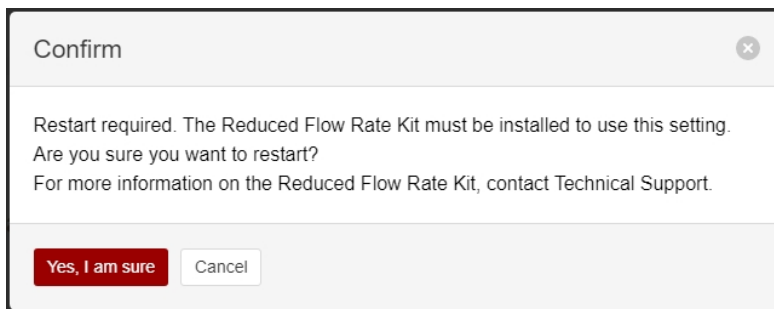 Confirm
Restart required. The Reduced Flow Rate Kit must be installed to use this setting.
Are you sure you want to restart?
For more information on the Reduced Flow Rate Kit, contact Technical Support.
Yes, I am sure
Cancel